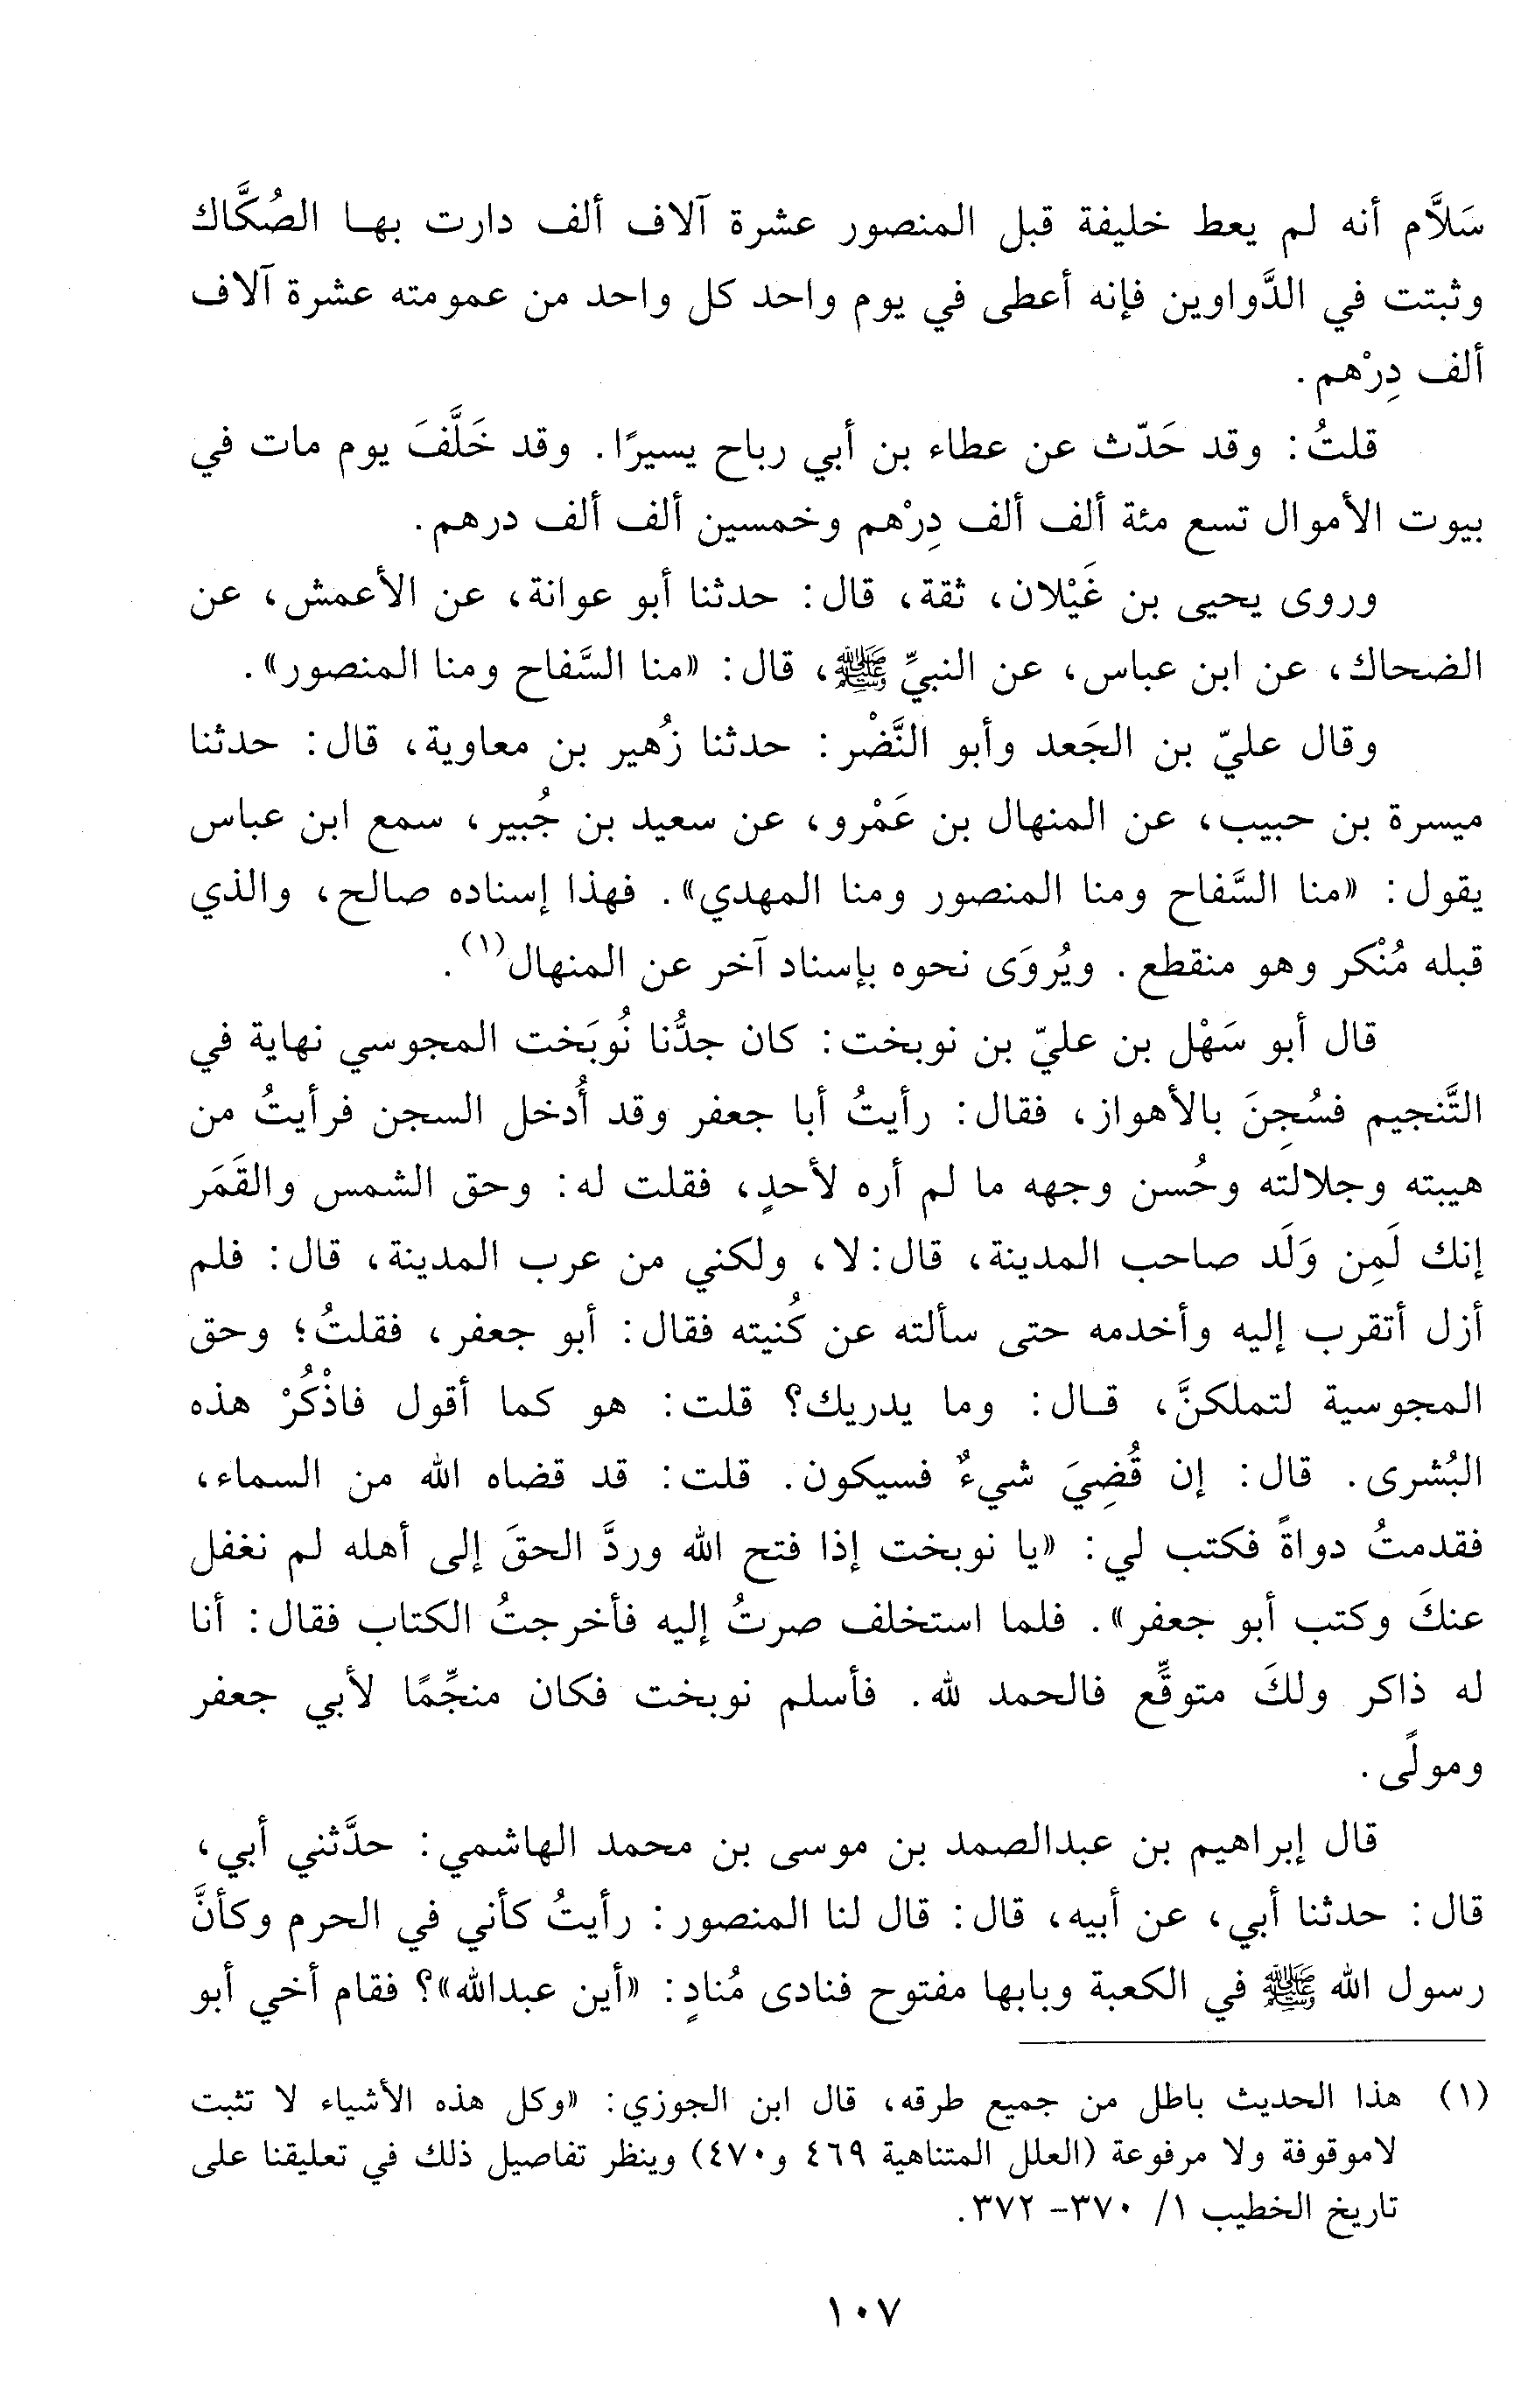 سَلاَّم أنه لم يعط خليفة قبل المنصور عشرة آلاف ألف دارت بها الصُكَّاك
وثبتت في الدَّواوين فإنه أعطى في يوم واحد كل واحد من عمومته عشرة آلاف
ألف دِرْهم.
قلتُ: وقد حَدّث عن عطاء بن أبي رباح يسيرًا. وقد خَلَّفَ يوم مات في
بيوت الأموال تسع مئة ألف ألف دِرْهم وخمسين ألف ألف درهم.
وروى يحيى بن غَيْلان، ثقة، قال: حدثنا أبو عوانة، عن الأعمش، عن
الضحاك، عن ابن عباس، عن النبيِّ ﷺ، قال: «منا السَّفاح ومنا المنصور».
وقال عليّ بن الجَعد وأبو النَّضْر: حدثنا زُهير بن معاوية، قال: حدثنا
ميسرة بن حبيب، عن المنهال بن عَمْرو، عن سعيد بن جُبير، سمع ابن عباس
يقول: «منا السَّفاح ومنا المنصور ومنا المهدي». فهذا إسناده صالح، والذي
قبله مُنْكر وهو منقطع. ويُروَى نحوه بإسناد آخر عن المنهال(١).
قال أبو سَهْل بن عليّ بن نوبخت: كان جدُّنا نُوبَخت المجوسي نهاية في
التَّنجيم فسُجِنَ بالأهواز، فقال: رأيتُ أبا جعفر وقد أُدخل السجن فرأيتُ من
هيبته وجلالته وحُسن وجهه ما لم أره لأحدٍ، فقلت له: وحق الشمس والقَمَر
إنك لَمِن وَلَد صاحب المدينة، قال: لا، ولكني من عرب المدينة، قال: فلم
أزل أتقرب إليه وأخدمه حتى سألته عن كُنيته فقال: أبو جعفر، فقلتُ؛ وحق
المجوسية لتملكنَّ، قال: وما يدريك؟ قلت: هو كما أقول فاذْكُرْ هذه
البُشرى. قال: إن قُضِيَ شيءٌ فسيكون. قلت: قد قضاه الله من السماء،
فقدمتُ دواةً فكتب لي: «يا نوبخت إذا فتح الله وردَّ الحقَ إلى أهله لم نغفل
عنكَ وكتب أبو جعفر». فلما استخلف صرتُ إليه فأخرجتُ الكتاب فقال: أنا
له ذاكر ولكَ متوقِّع فالحمد لله. فأسلم نوبخت فكان منجِّمًا لأبي جعفر
ومولًى.
قال إبراهيم بن عبدالصمد بن موسى بن محمد الهاشمي: حدَّثني أبي،
قال: حدثنا أبي، عن أبيه، قال: قال لنا المنصور: رأيتُ كأني في الحرم وكأنَّ
رسول الله ﷺ في الكعبة وبابها مفتوح فنادى مُنادٍ: «أين عبدالله»؟ فقام أخي أبو
(١) هذا الحديث باطل من جميع طرقه، قال ابن الجوزي: «وكل هذه الأشياء لا تثبت
لاموقوفة ولا مرفوعة (العلل المتناهية ٤٦٩ و٤٧٠) وينظر تفاصيل ذلك في تعليقنا على
تاريخ الخطيب ١/ ٣٧٠- ٣٧٢.
١٠٧